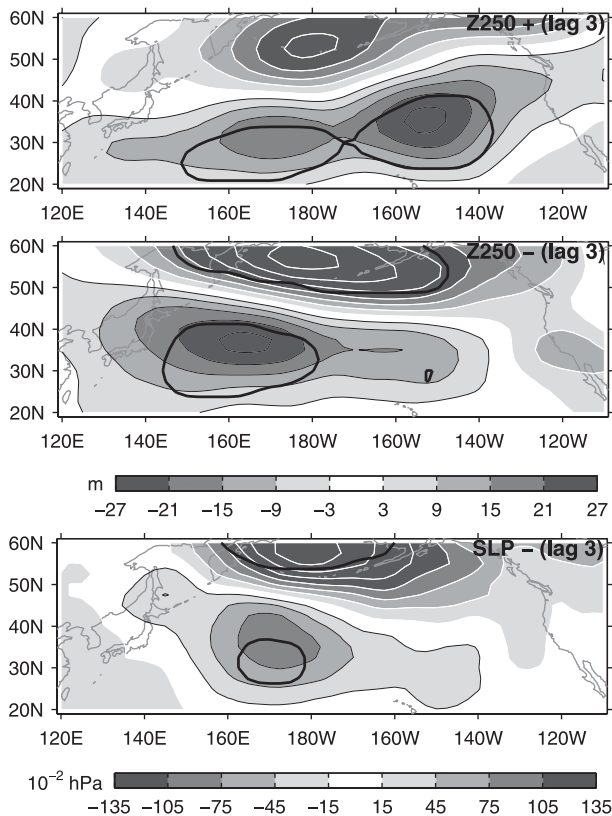 Z250 + (lag 3)
60N
50N
40N
30N
20N
120E 140E 160E 180W 160W 140W 120W
Z250 − (lag 3)
60N
50N
40N
30N
20N
120E 140E 160E 180W 160W 140W 120W
m
−27 −21 −15 −9 −3 3 9 15 21 27
SLP − (lag 3)
60N
50N
40N
30N
20N
120E 140E 160E 180W 160W 140W 120W
10⁻² hPa
−135 −105 −75 −45 −15 15 45 75 105 135